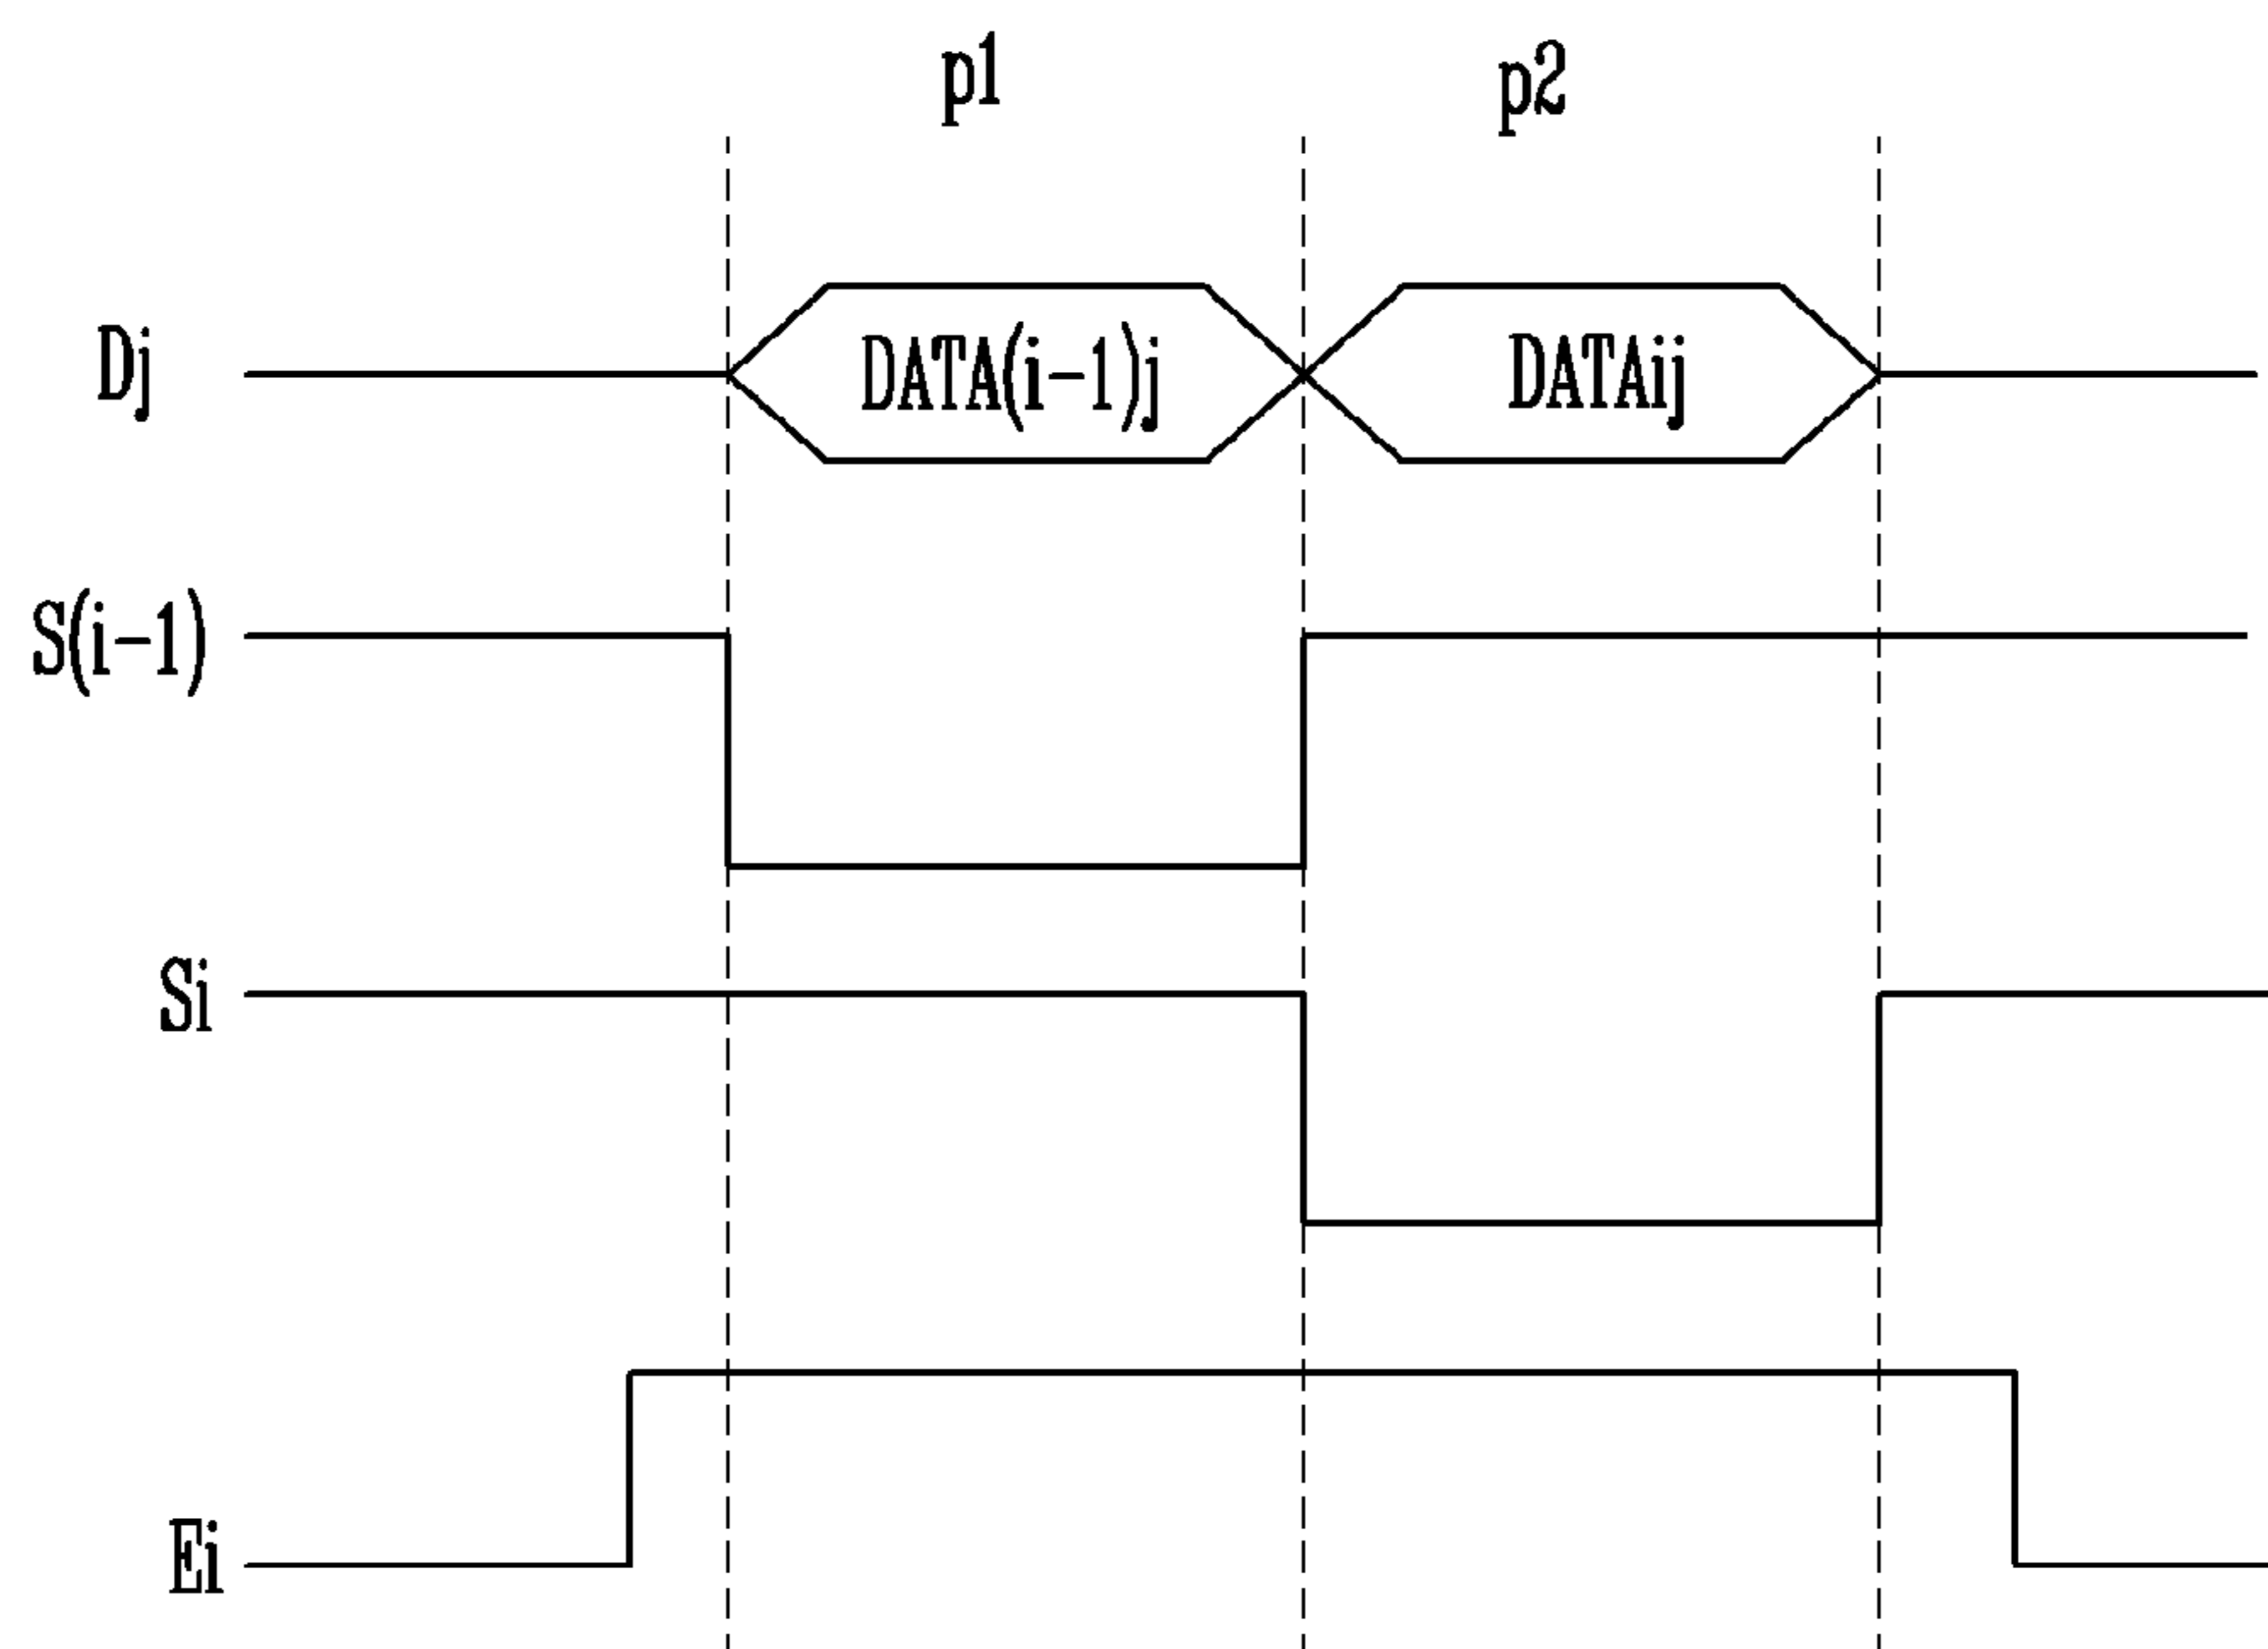 p1 p2
Dj DATA(i-1)j DATAij
S(i-1)
Si
Ei